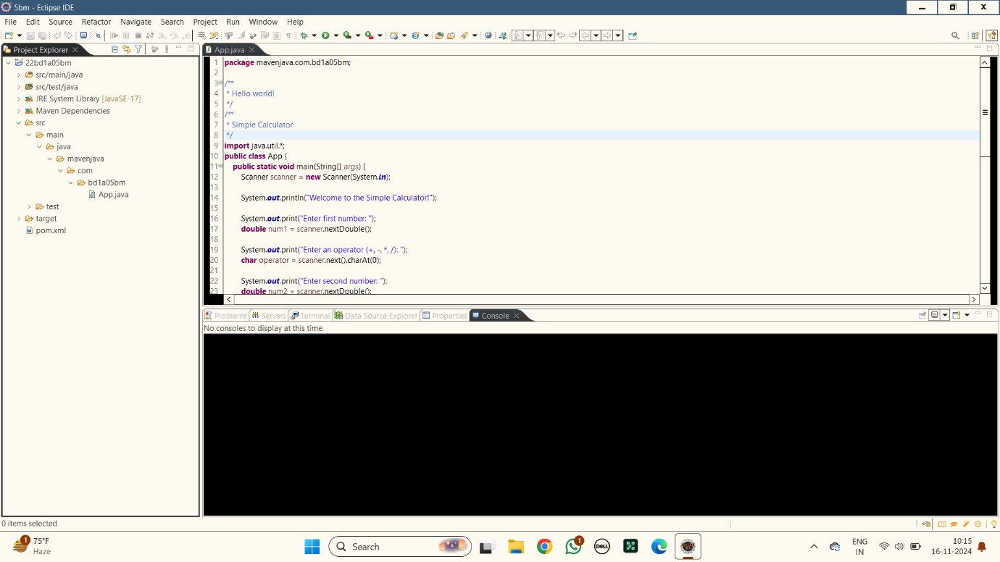 5bm - Eclipse IDE
File Edit Source Refactor Navigate Search Project Run Window Help
Project Explorer
22bd1a05bm
src/main/java
src/test/java
JRE System Library [JavaSE-17]
Maven Dependencies
src
main
java
mavenjava
com
bd1a05bm
App.java
test
target
pom.xml
App.java
1 package mavenjava.com.bd1a05bm;
2
3 /**
4 * Hello world!
5 */
6 /**
7 * Simple Calculator
8 */
9 import java.util.*;
10 public class App {
11 public static void main(String[] args) {
12 Scanner scanner = new Scanner(System.in);
13
14 System.out.println("Welcome to the Simple Calculator!");
15
16 System.out.print("Enter first number: ");
17 double num1 = scanner.nextDouble();
18
19 System.out.print("Enter an operator (+, -, *, /): ");
20 char operator = scanner.next().charAt(0);
21
22 System.out.print("Enter second number: ");
23 double num2 = scanner.nextDouble();
Problems Servers Terminal Data Source Explorer Properties Console
No consoles to display at this time.
0 items selected
1 75°F
Haze
Search
1
DELL
ENG
IN
10:15
16-11-2024